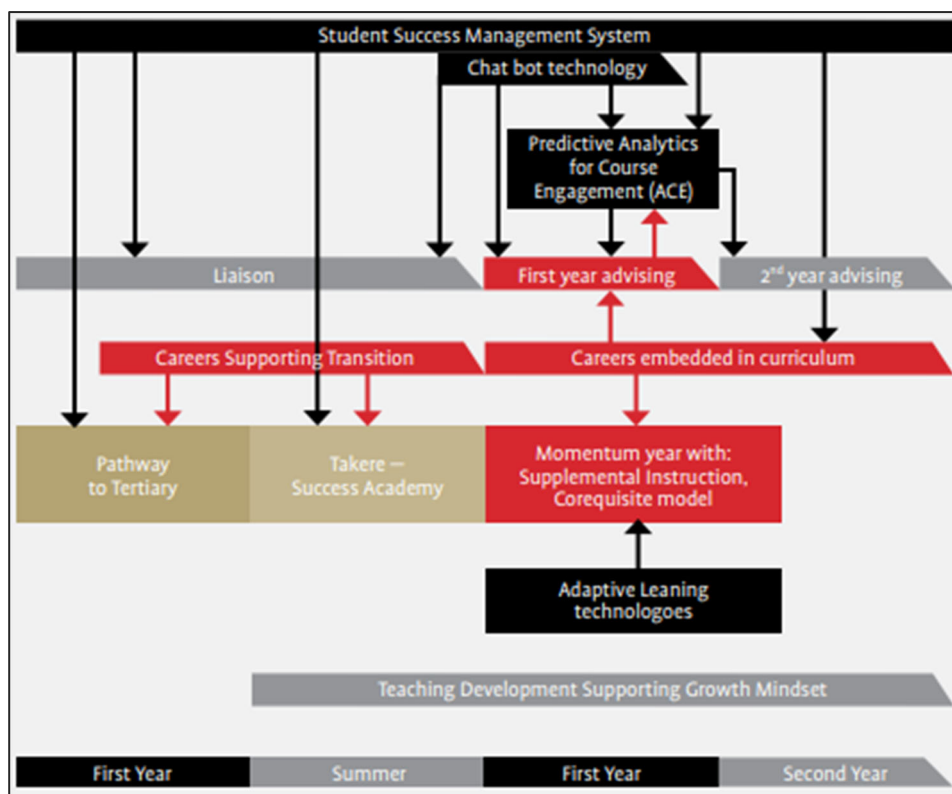 Student Success Management System
Chat bot technology
Predictive Analytics
for Course
Engagement (ACE)
Liaison
First year advising
2nd year advising
Careers Supporting Transition
Careers embedded in curriculum
Pathway
to Tertiary
Takere —
Success Academy
Momentum year with:
Supplemental Instruction,
Corequisite model
Adaptive Leaning
technologoes
Teaching Development Supporting Growth Mindset
First Year
Summer
First Year
Second Year